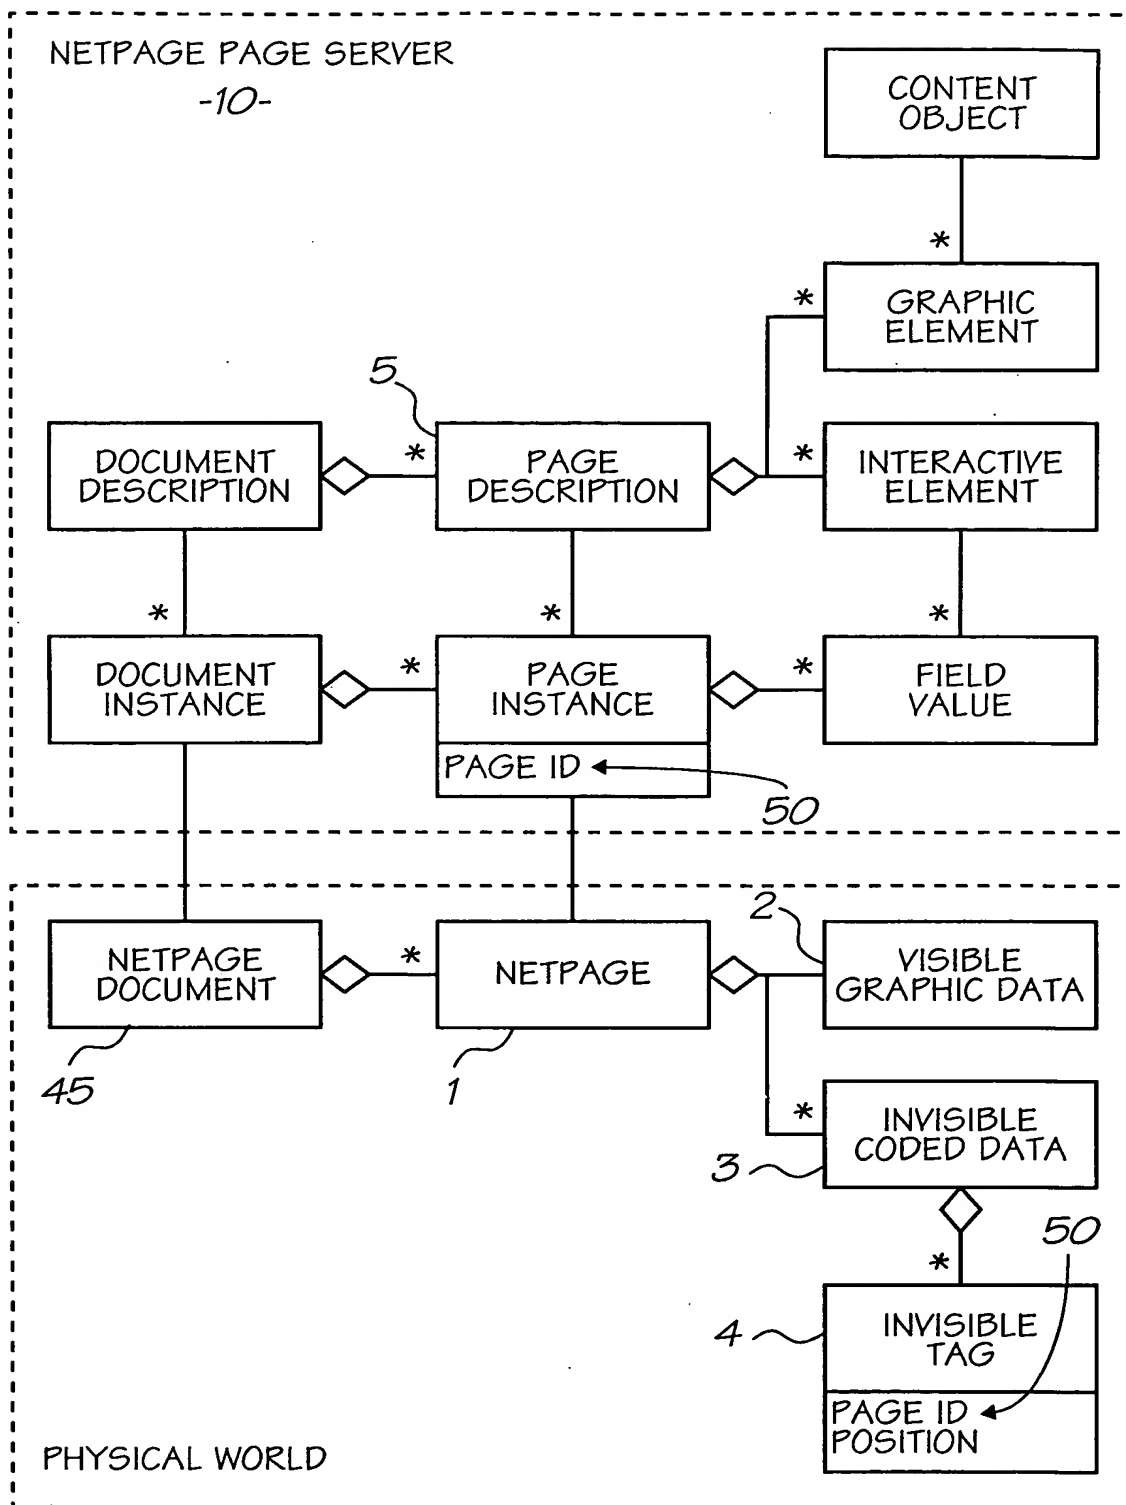 NETPAGE PAGE SERVER
-10-
CONTENT
OBJECT
*
GRAPHIC
ELEMENT
*
5
DOCUMENT
DESCRIPTION
*
PAGE
DESCRIPTION
*
INTERACTIVE
ELEMENT
*
*
*
DOCUMENT
INSTANCE
*
PAGE
INSTANCE
*
FIELD
VALUE
PAGE ID
50
2
NETPAGE
DOCUMENT
*
NETPAGE
VISIBLE
GRAPHIC DATA
45
1
*
INVISIBLE
CODED DATA
3
50
*
4
INVISIBLE
TAG
PAGE ID
POSITION
PHYSICAL WORLD